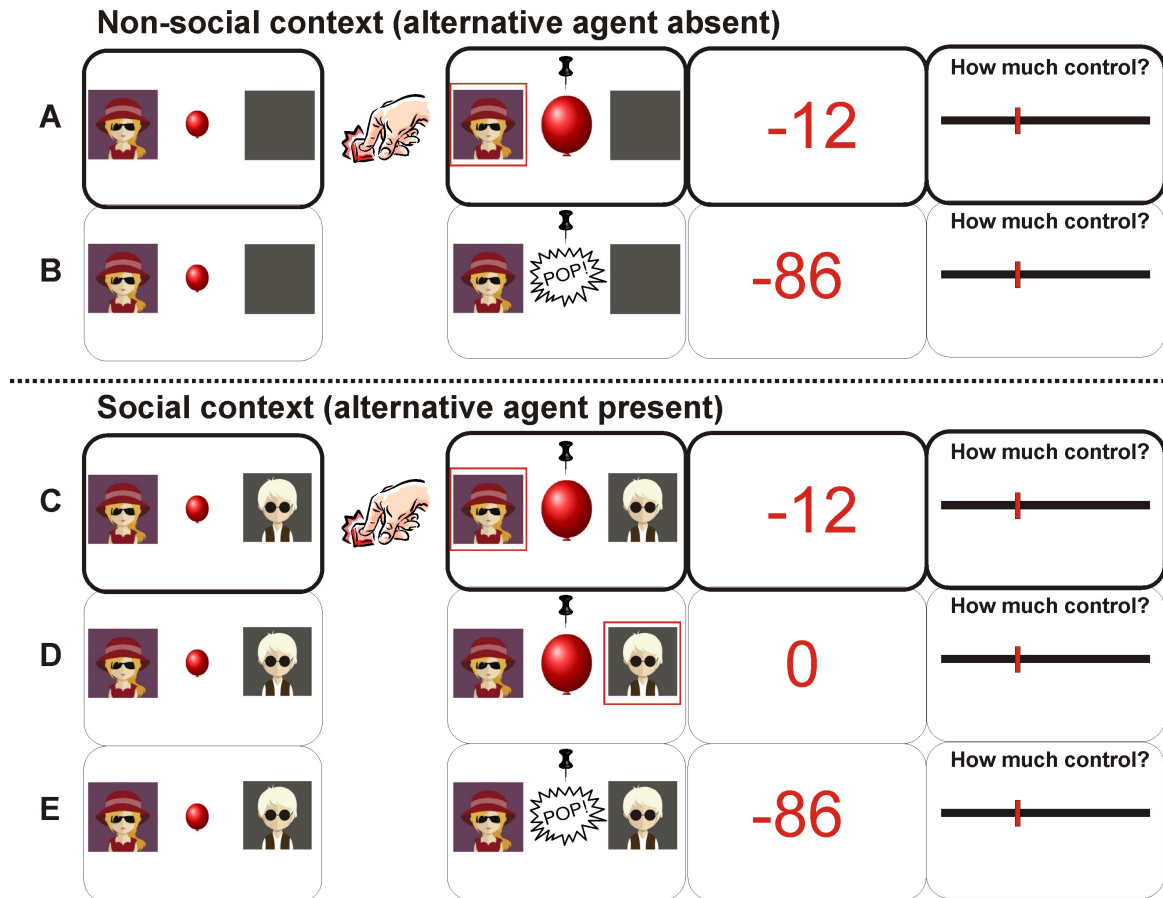 Non-social context (alternative agent absent)
A
-12
How much control?
B
POP!
-86
How much control?
Social context (alternative agent present)
C
-12
How much control?
D
0
How much control?
E
POP!
-86
How much control?